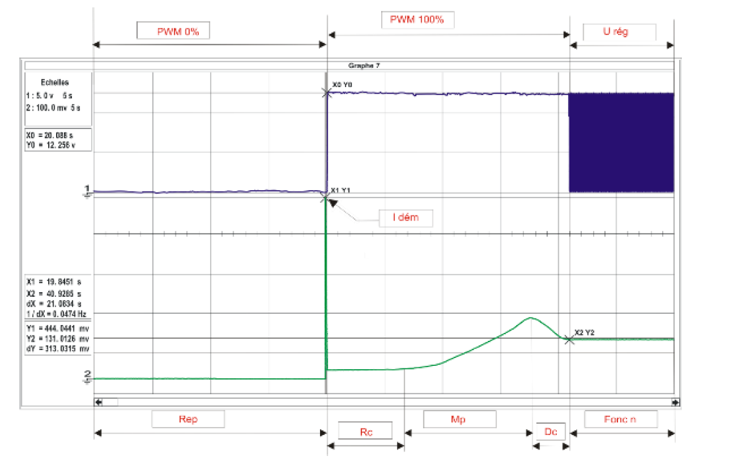 PWM 0%
PWM 100%
U rég
Graphe 7
Echelles
1 : 5.0 v 5 s
2 : 100.0 mv 5 s
X0 = 20.088 s
Y0 = 12.256 v
X0 Y0
1
X1 Y1
I dém
X1 = 19.8451 s
X2 = 40.9285 s
dX = 21.0834 s
1 / dX = 0.0474 Hz
Y1 = 444.0441 mv
Y2 = 131.0126 mv
dY = 313.0315 mv
X2 Y2
2
Rep
Rc
Mp
Dc
Fonc n